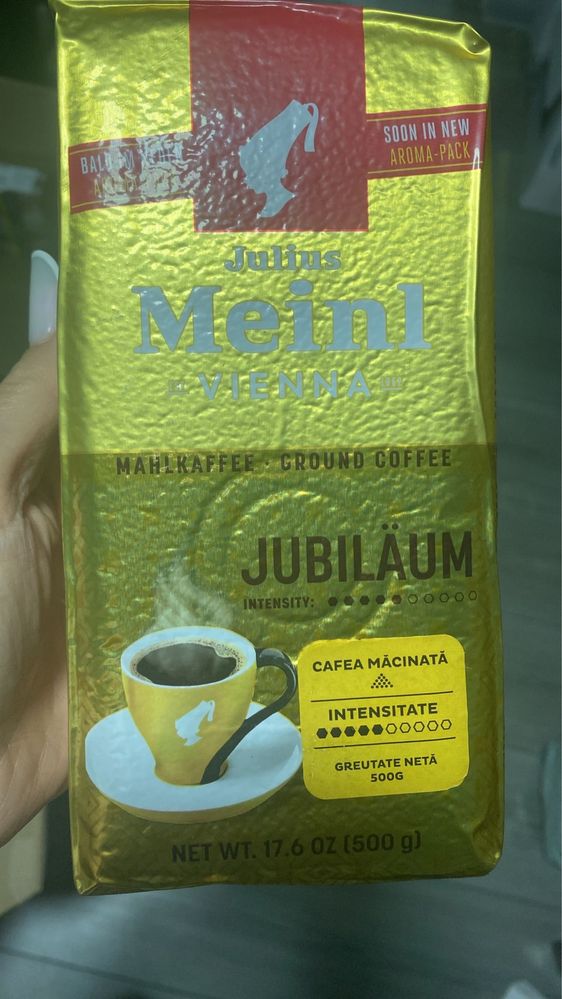 SOON IN NEW
AROMA-PACK
Julius
Meinl
VIENNA
MAHLKAFFEE · GROUND COFFEE
JUBILÄUM
INTENSITY:
CAFEA MĂCINATĂ
INTENSITATE
GREUTATE NETĂ
500G
NET WT. 17.6 OZ (500 g)